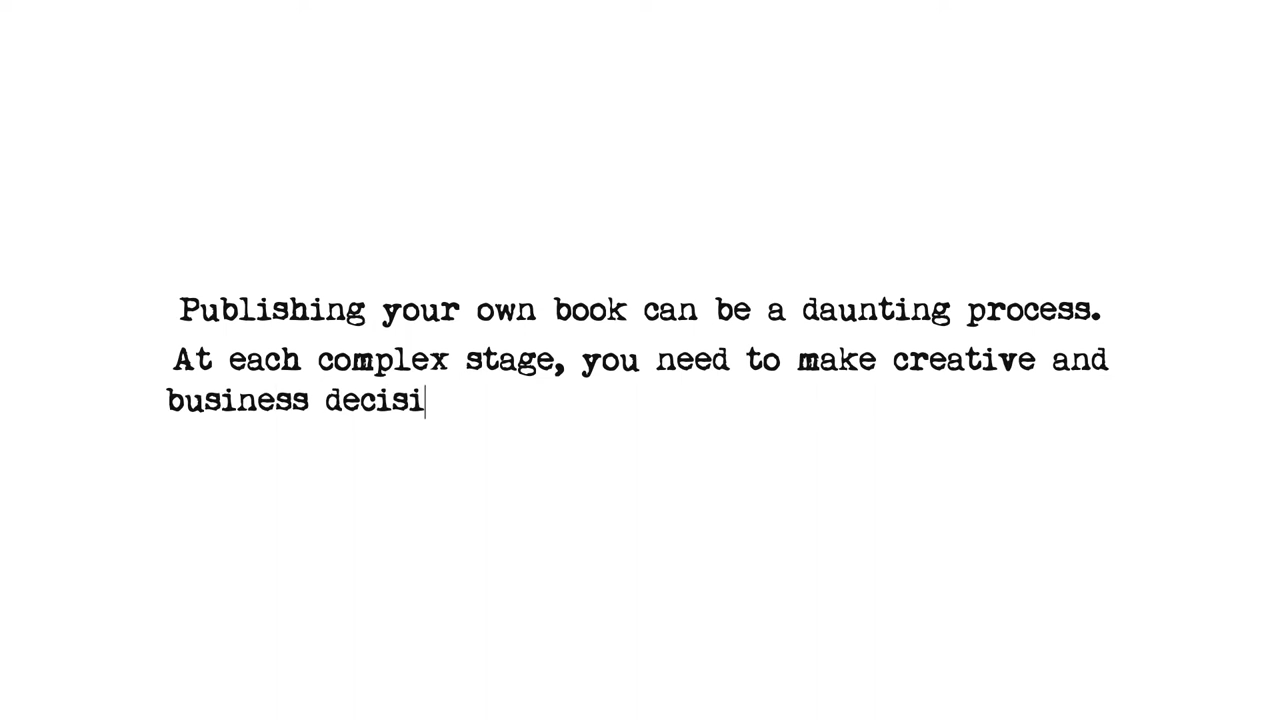 Publishing your own book can be a daunting process.
At each complex stage, you need to make creative and
business decisi